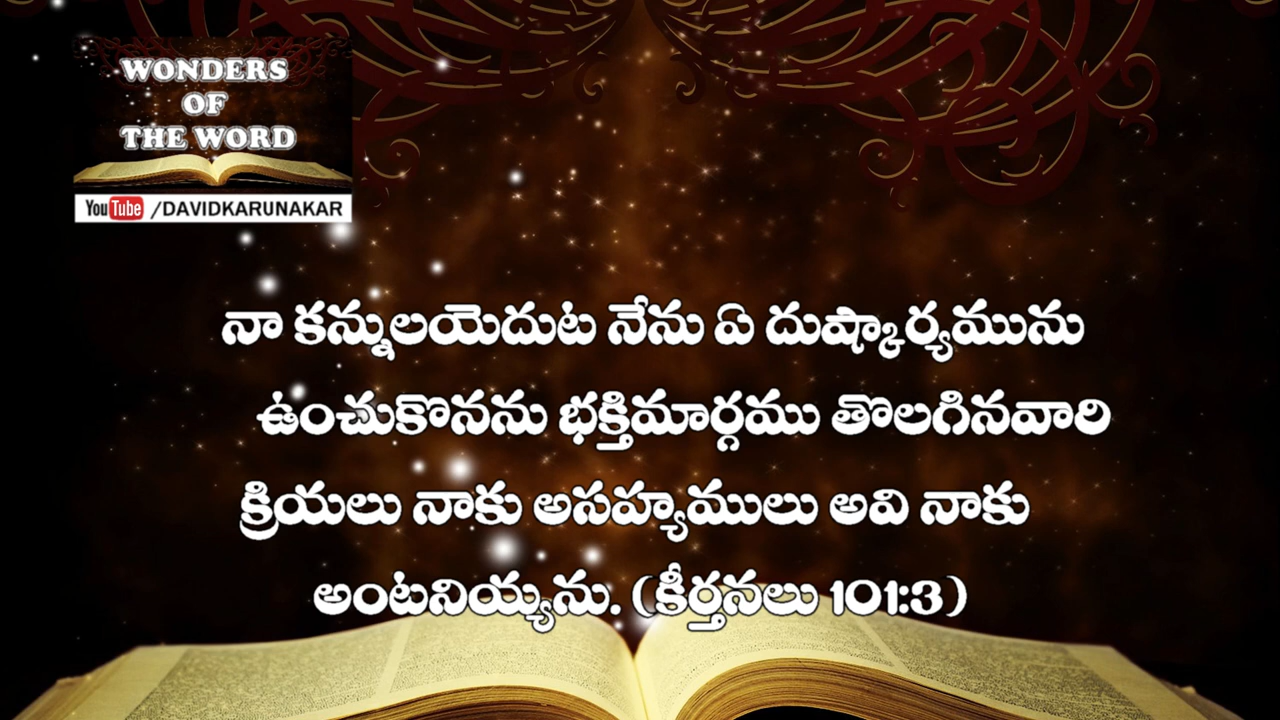 WONDERS
OF
THE WORD
YouTube /DAVIDKARUNAKAR
నా కన్నులయెదుట నేను ఏ దుష్కార్యమును
ఉంచుకొనను భక్తిమార్గము తొలగినవారి
క్రియలు నాకు అసహ్యములు అవి నాకు
అంటనియ్యను. (కీర్తనలు 101:3)